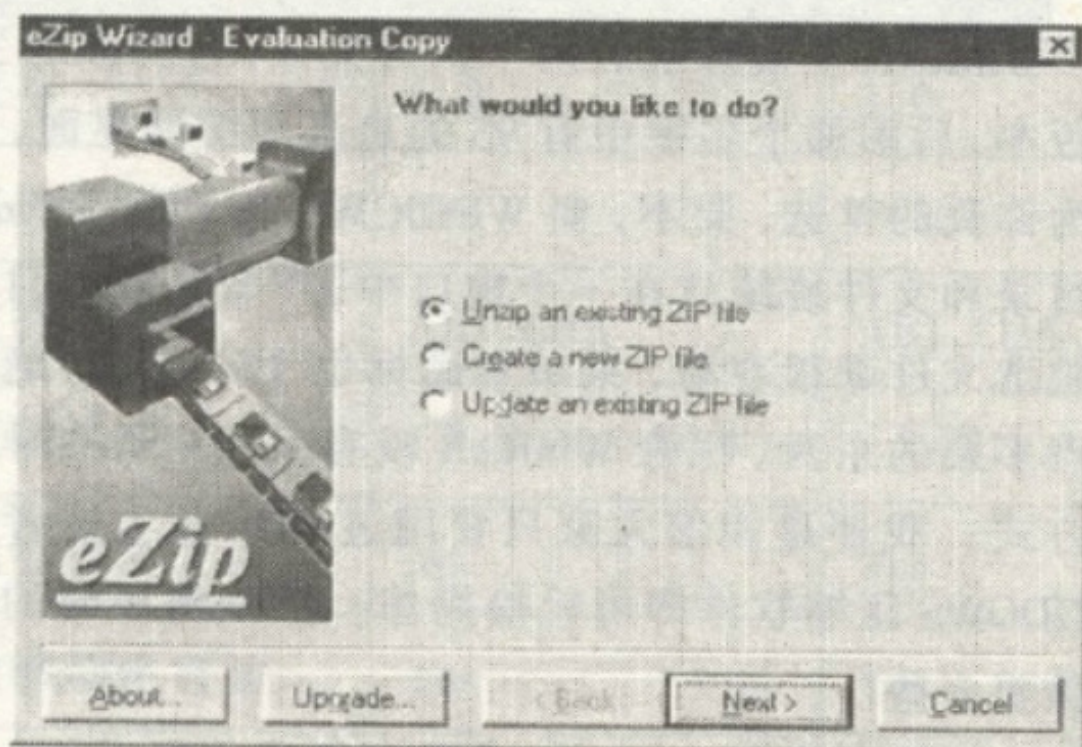 eZip Wizard - Evaluation Copy
What would you like to do?
Unzip an existing ZIP file
Create a new ZIP file
Update an existing ZIP file
eZip
About...
Upgrade...
< Back
Next >
Cancel